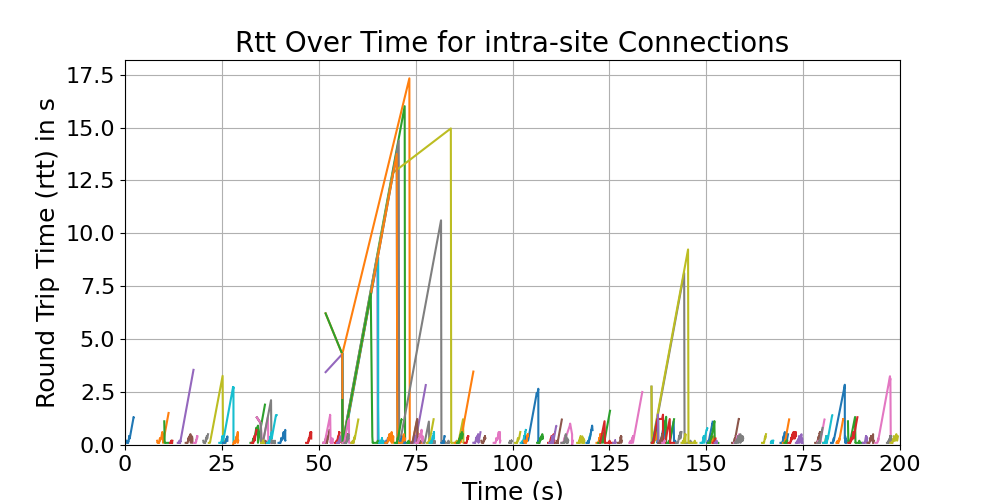 Rtt Over Time for intra-site Connections
Round Trip Time (rtt) in s
17.5
15.0
12.5
10.0
7.5
5.0
2.5
0.0
0 25 50 75 100 125 150 175 200
Time (s)